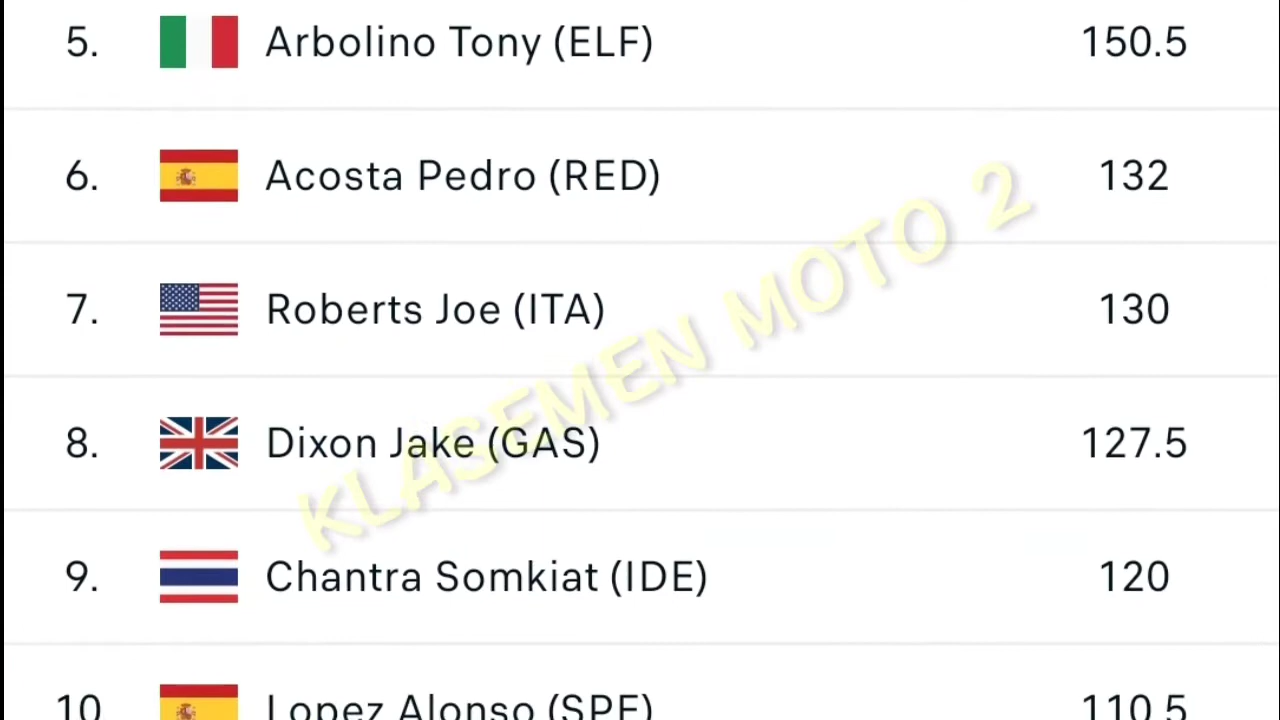 5. Arbolino Tony (ELF) 150.5
6. Acosta Pedro (RED) 132
7. Roberts Joe (ITA) 130
8. Dixon Jake (GAS) 127.5
9. Chantra Somkiat (IDE) 120
10 Lopez Alonso (SPE) 110.5
KLASEMEN MOTO 2